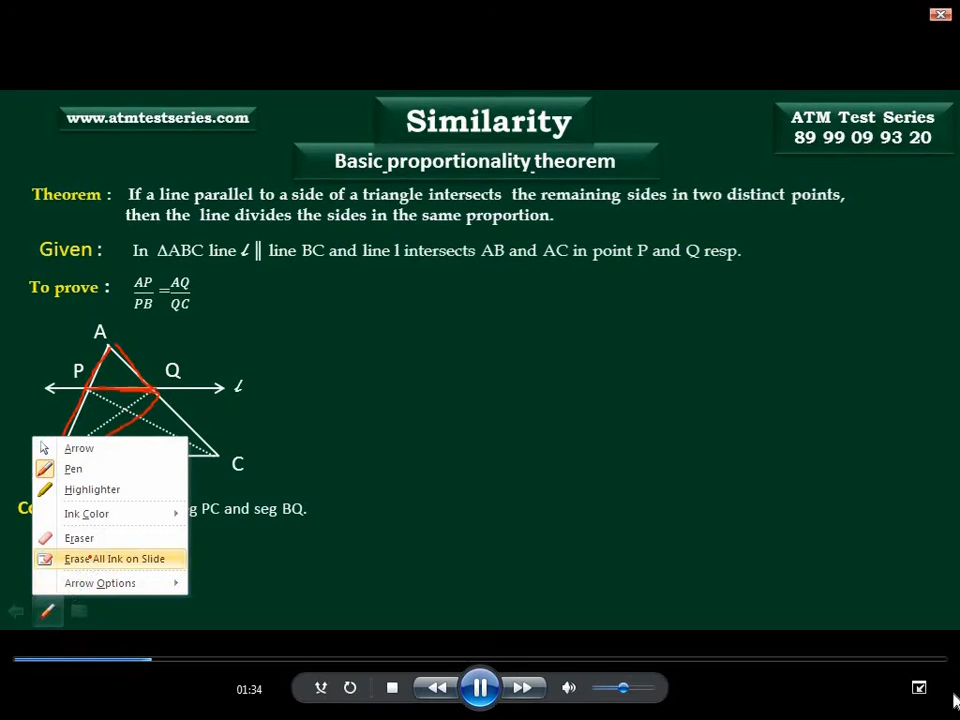 www.atmtestseries.com
Similarity
ATM Test Series
89 99 09 93 20
Basic proportionality theorem
Theorem : If a line parallel to a side of a triangle intersects the remaining sides in two distinct points,
then the line divides the sides in the same proportion.
Given : In ΔABC line l ∥ line BC and line l intersects AB and AC in point P and Q resp.
To prove : AP/PB = AQ/QC
A
P
Q
l
C
Arrow
Pen
Highlighter
Ink Color
Eraser
Erase All Ink on Slide
Arrow Options
PC and seg BQ.
01:34